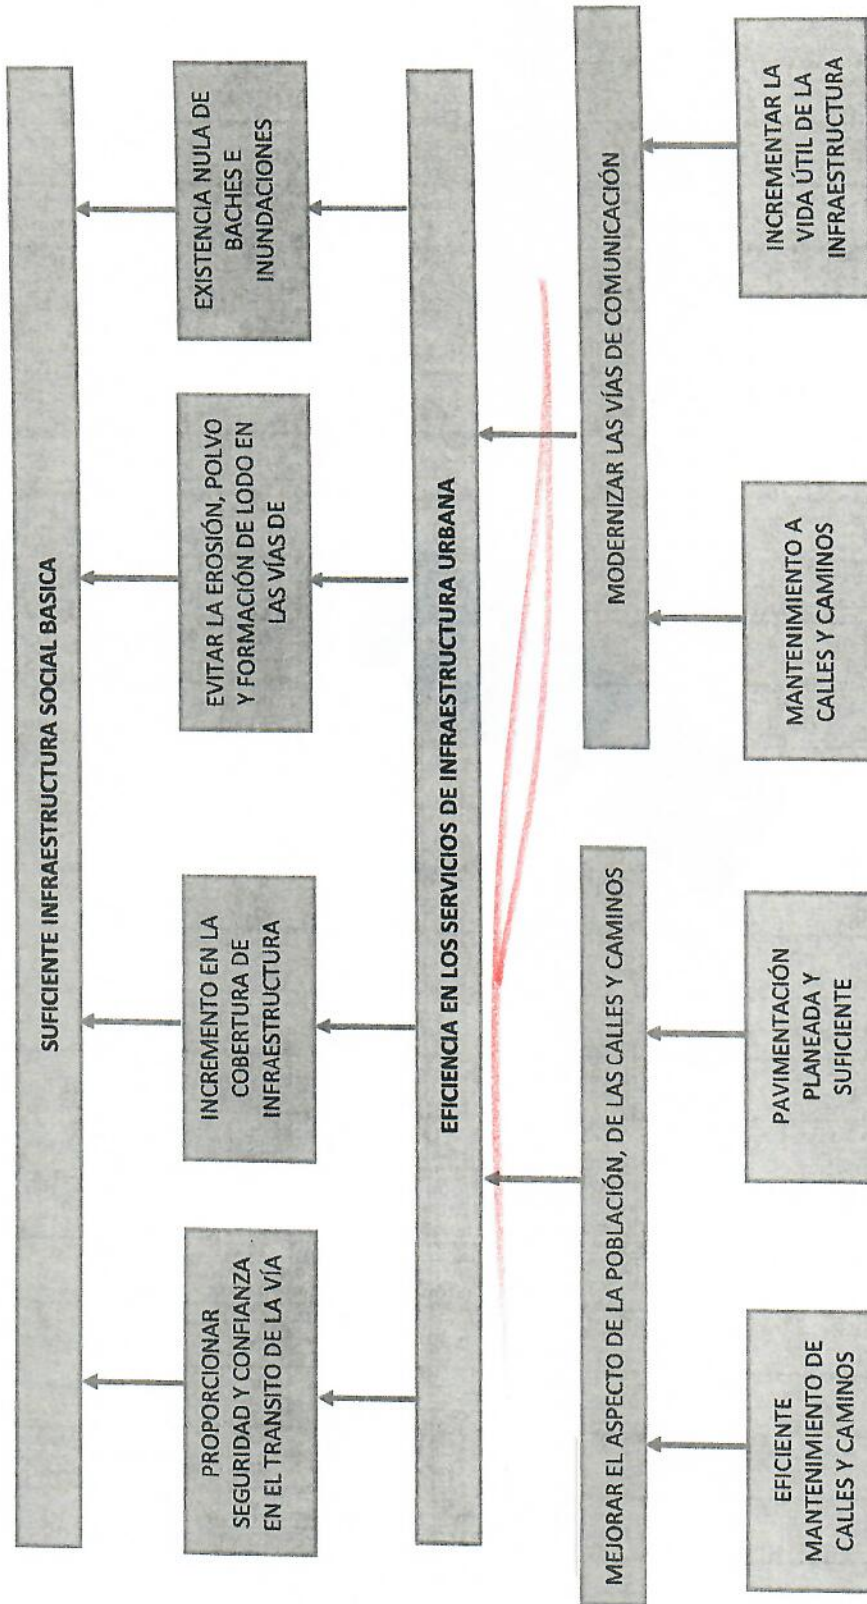 SUFICIENTE INFRAESTRUCTURA SOCIAL BASICA
PROPORCIONAR
SEGURIDAD Y CONFIANZA
EN EL TRANSITO DE LA VÍA
INCREMENTO EN LA
COBERTURA DE
INFRAESTRUCTURA
EVITAR LA EROSIÓN, POLVO
Y FORMACIÓN DE LODO EN
LAS VÍAS DE
EXISTENCIA NULA DE
BACHES E
INUNDACIONES
EFICIENCIA EN LOS SERVICIOS DE INFRAESTRUCTURA URBANA
MEJORAR EL ASPECTO DE LA POBLACIÓN, DE LAS CALLES Y CAMINOS
MODERNIZAR LAS VÍAS DE COMUNICACIÓN
EFICIENTE
MANTENIMIENTO DE
CALLES Y CAMINOS
PAVIMENTACIÓN
PLANEADA Y
SUFICIENTE
MANTENIMIENTO A
CALLES Y CAMINOS
INCREMENTAR LA
VIDA ÚTIL DE LA
INFRAESTRUCTURA